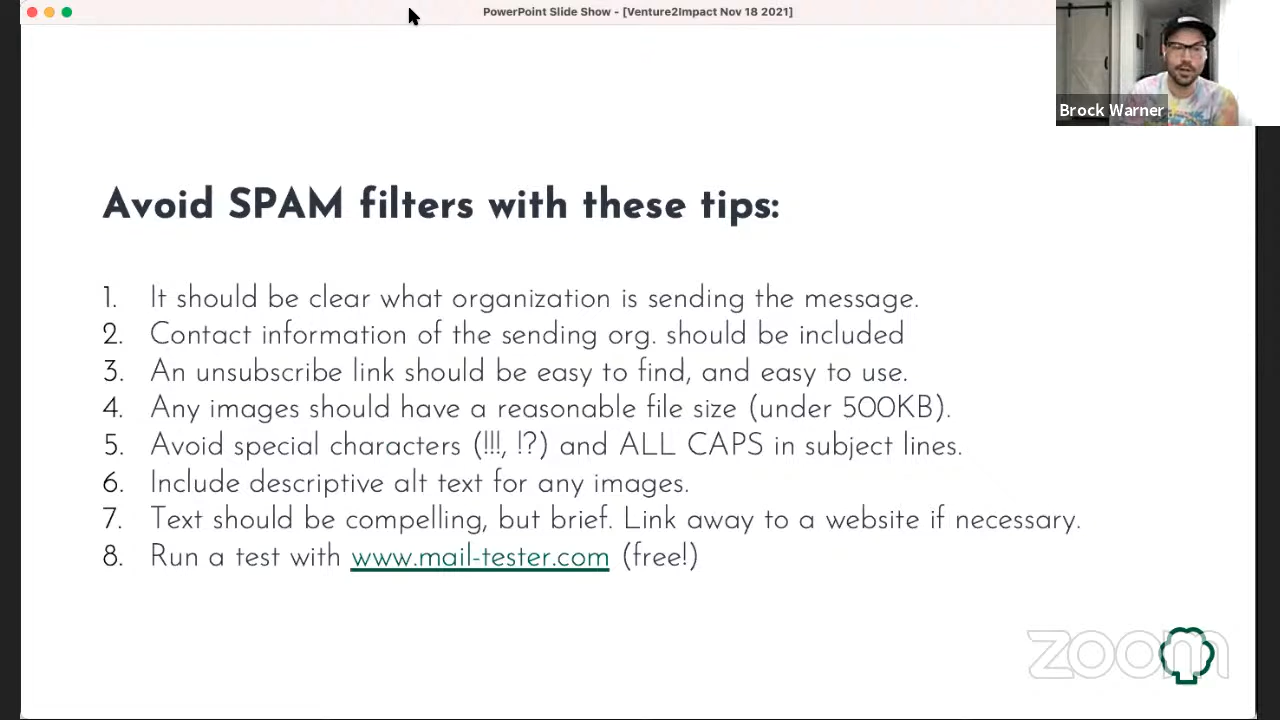 PowerPoint Slide Show - [Venture2Impact Nov 18 2021]
Brock Warner
Avoid SPAM filters with these tips:
1. It should be clear what organization is sending the message.
2. Contact information of the sending org. should be included
3. An unsubscribe link should be easy to find, and easy to use.
4. Any images should have a reasonable file size (under 500KB).
5. Avoid special characters (!!!, !?) and ALL CAPS in subject lines.
6. Include descriptive alt text for any images.
7. Text should be compelling, but brief. Link away to a website if necessary.
8. Run a test with www.mail-tester.com (free!)
zoom